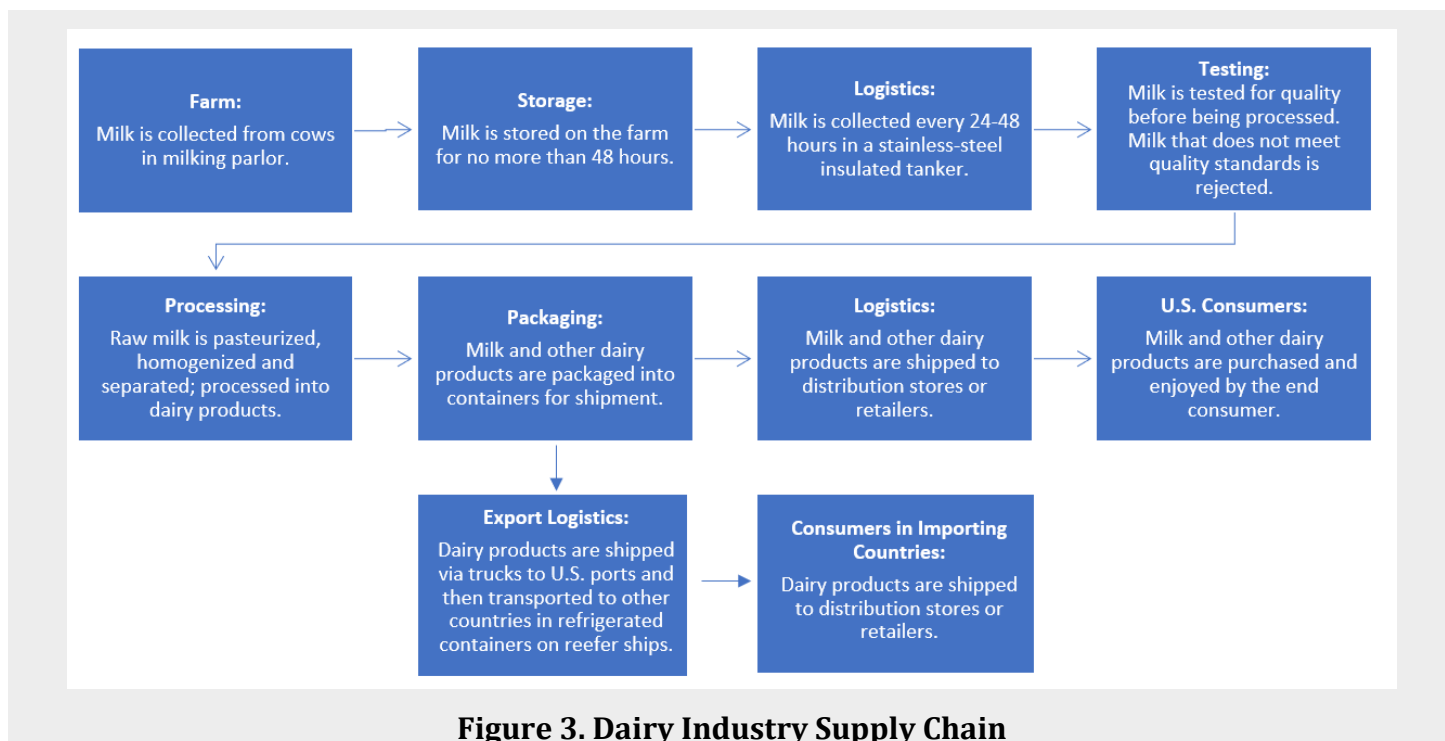 Farm:
Milk is collected from cows
in milking parlor.
Storage:
Milk is stored on the farm
for no more than 48 hours.
Logistics:
Milk is collected every 24-48
hours in a stainless-steel
insulated tanker.
Testing:
Milk is tested for quality
before being processed.
Milk that does not meet
quality standards is
rejected.
Processing:
Raw milk is pasteurized,
homogenized and
separated; processed into
dairy products.
Packaging:
Milk and other dairy
products are packaged into
containers for shipment.
Logistics:
Milk and other dairy
products are shipped to
distribution stores or
retailers.
U.S. Consumers:
Milk and other dairy
products are purchased and
enjoyed by the end
consumer.
Export Logistics:
Dairy products are shipped
via trucks to U.S. ports and
then transported to other
countries in refrigerated
containers on reefer ships.
Consumers in Importing
Countries:
Dairy products are shipped
to distribution stores or
retailers.
Figure 3. Dairy Industry Supply Chain